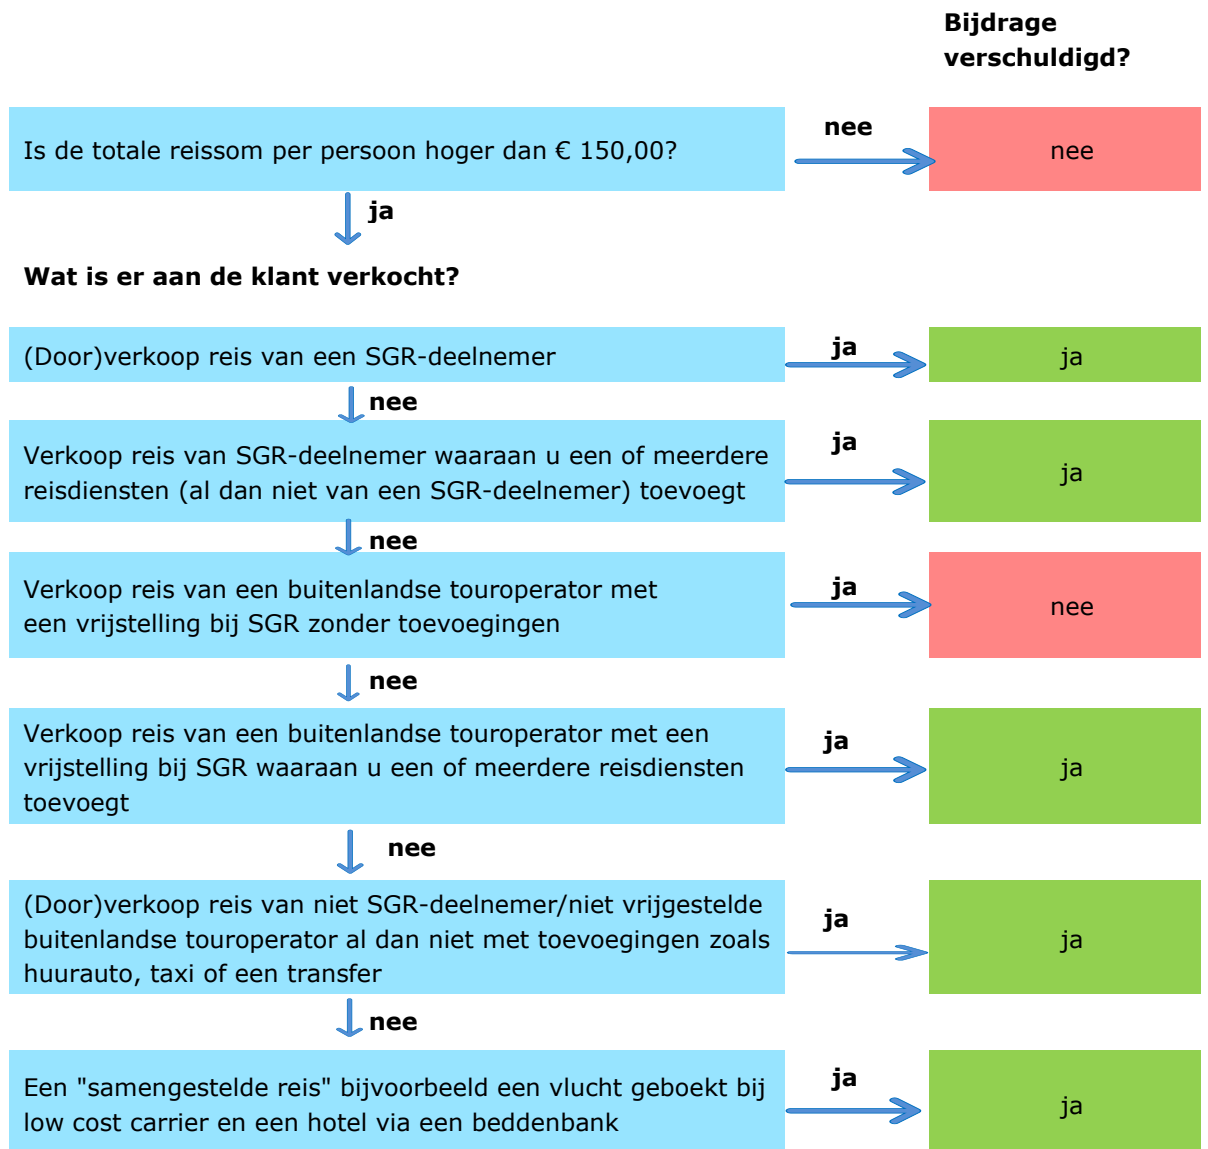 Bijdrage
verschuldigd?
Is de totale reissom per persoon hoger dan € 150,00?
nee
nee
ja
Wat is er aan de klant verkocht?
(Door)verkoop reis van een SGR-deelnemer
ja
ja
nee
Verkoop reis van SGR-deelnemer waaraan u een of meerdere
reisdiensten (al dan niet van een SGR-deelnemer) toevoegt
ja
ja
nee
Verkoop reis van een buitenlandse touroperator met
een vrijstelling bij SGR zonder toevoegingen
ja
nee
nee
Verkoop reis van een buitenlandse touroperator met een
vrijstelling bij SGR waaraan u een of meerdere reisdiensten
toevoegt
ja
ja
nee
(Door)verkoop reis van niet SGR-deelnemer/niet vrijgestelde
buitenlandse touroperator al dan niet met toevoegingen zoals
huurauto, taxi of een transfer
ja
ja
nee
Een "samengestelde reis" bijvoorbeeld een vlucht geboekt bij
low cost carrier en een hotel via een beddenbank
ja
ja